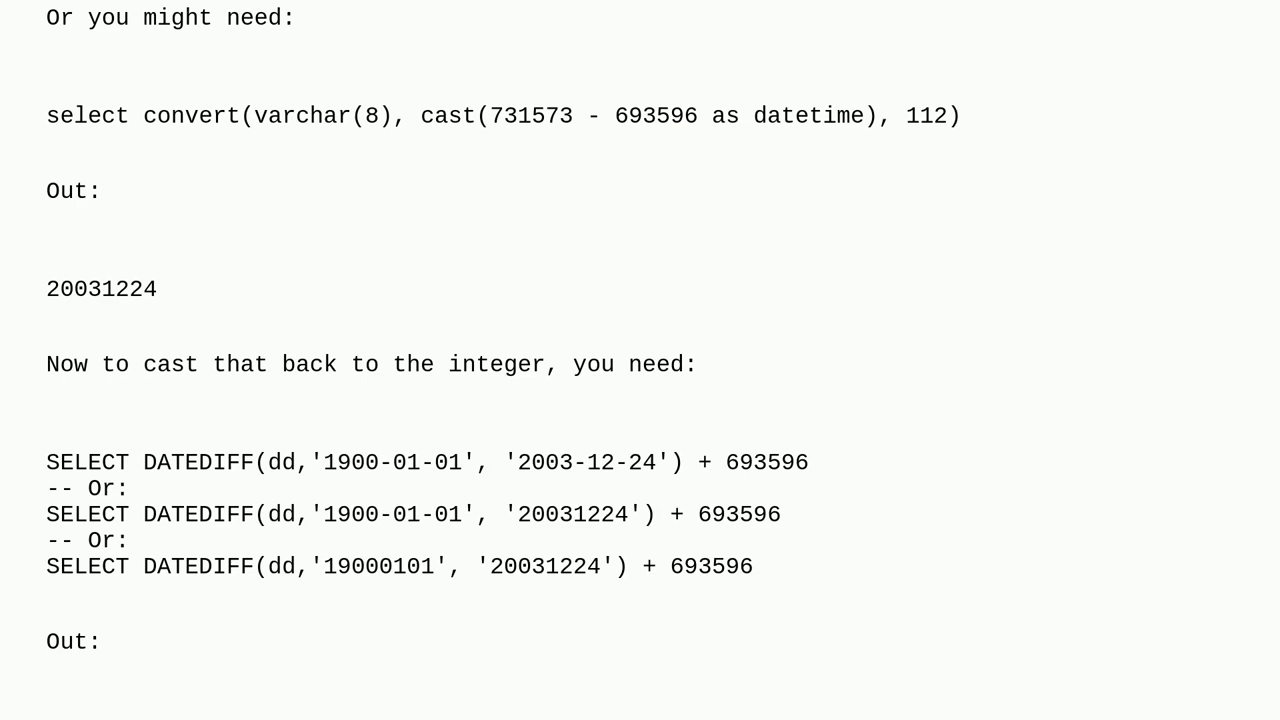 Or you might need:
select convert(varchar(8), cast(731573 - 693596 as datetime), 112)
Out:
20031224
Now to cast that back to the integer, you need:
SELECT DATEDIFF(dd,'1900-01-01', '2003-12-24') + 693596
-- Or:
SELECT DATEDIFF(dd,'1900-01-01', '20031224') + 693596
-- Or:
SELECT DATEDIFF(dd,'19000101', '20031224') + 693596
Out: